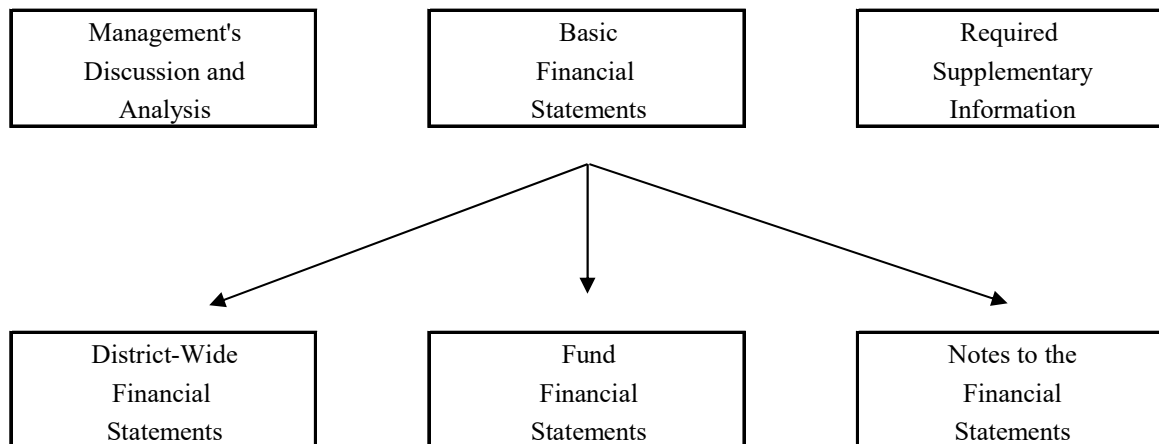 Management's
Discussion and
Analysis
Basic
Financial
Statements
Required
Supplementary
Information
District-Wide
Financial
Statements
Fund
Financial
Statements
Notes to the
Financial
Statements